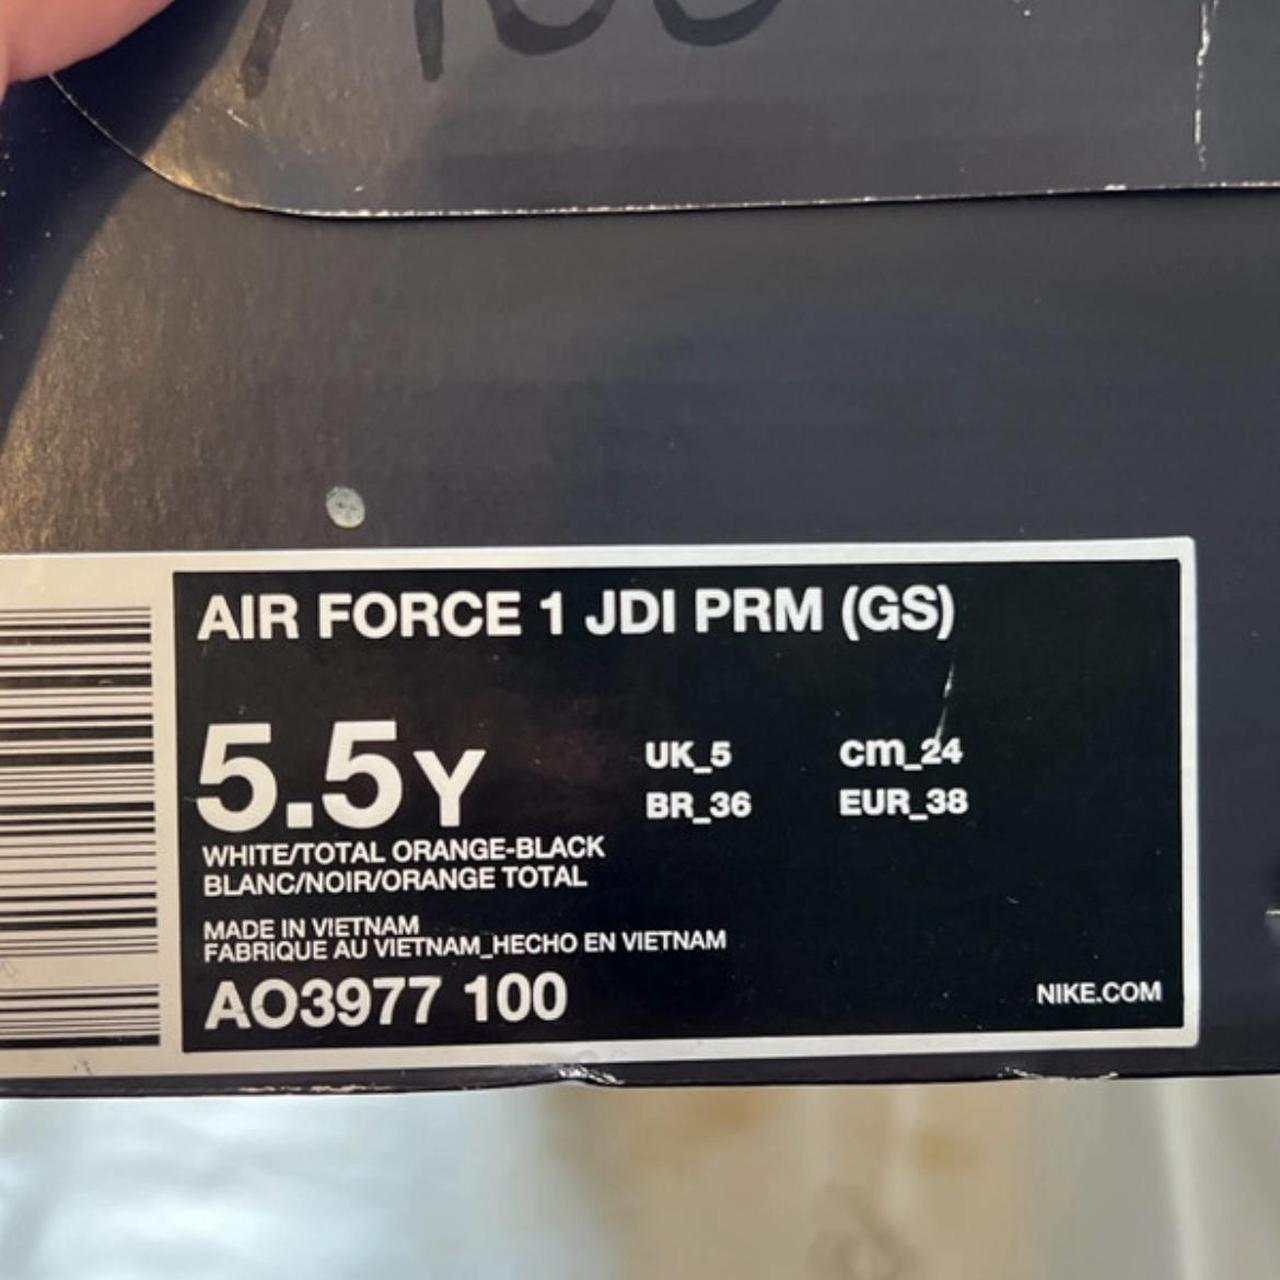 AIR FORCE 1 JDI PRM (GS)
5.5Y
UK_5 cm_24
BR_36 EUR_38
WHITE/TOTAL ORANGE-BLACK
BLANC/NOIR/ORANGE TOTAL
MADE IN VIETNAM
FABRIQUE AU VIETNAM_HECHO EN VIETNAM
AO3977 100
NIKE.COM